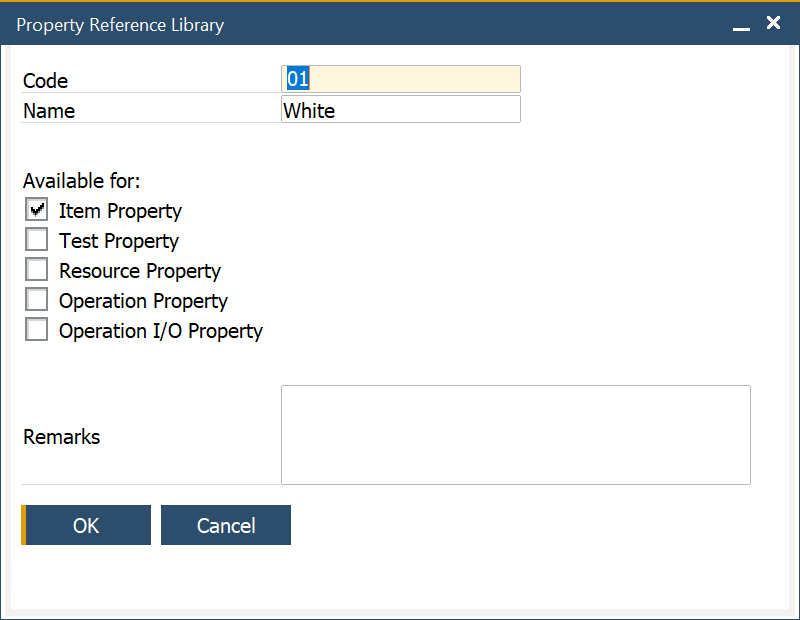 Property Reference Library
Code 01
Name White
Available for:
Item Property
Test Property
Resource Property
Operation Property
Operation I/O Property
Remarks
OK Cancel